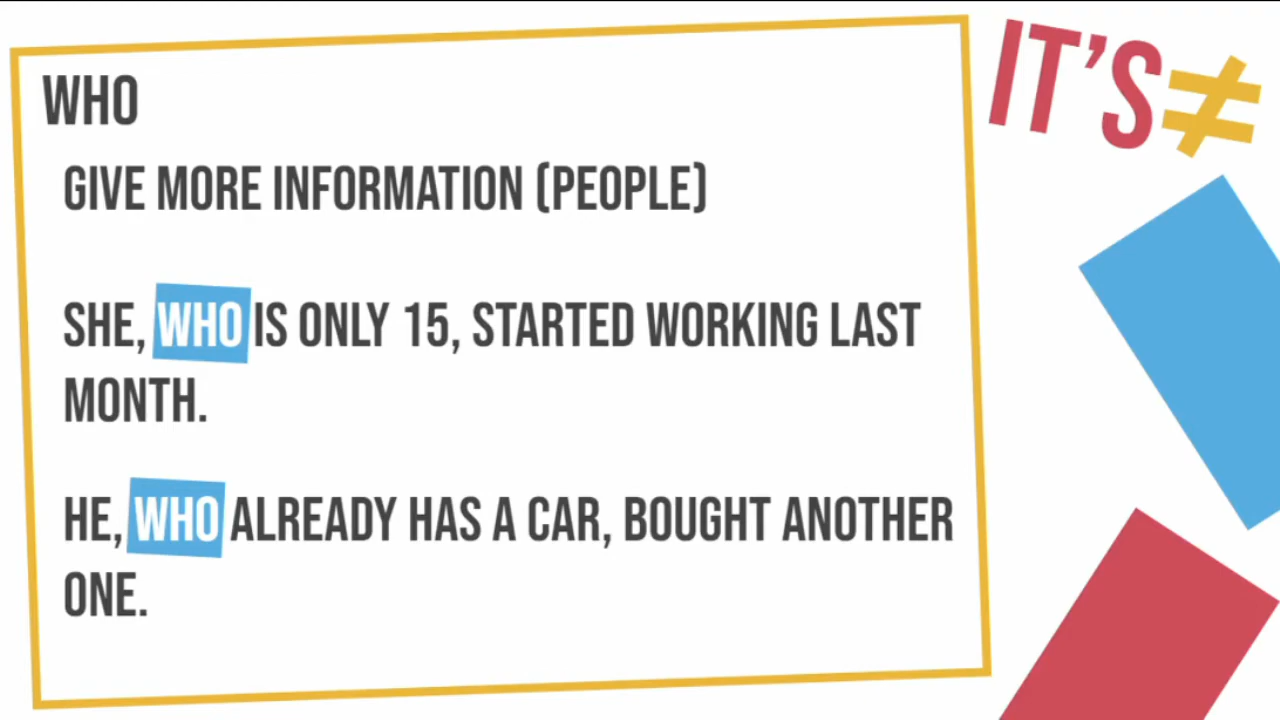 WHO
GIVE MORE INFORMATION (PEOPLE)
SHE, WHO IS ONLY 15, STARTED WORKING LAST
MONTH.
HE, WHO ALREADY HAS A CAR, BOUGHT ANOTHER
ONE.
IT'S≠